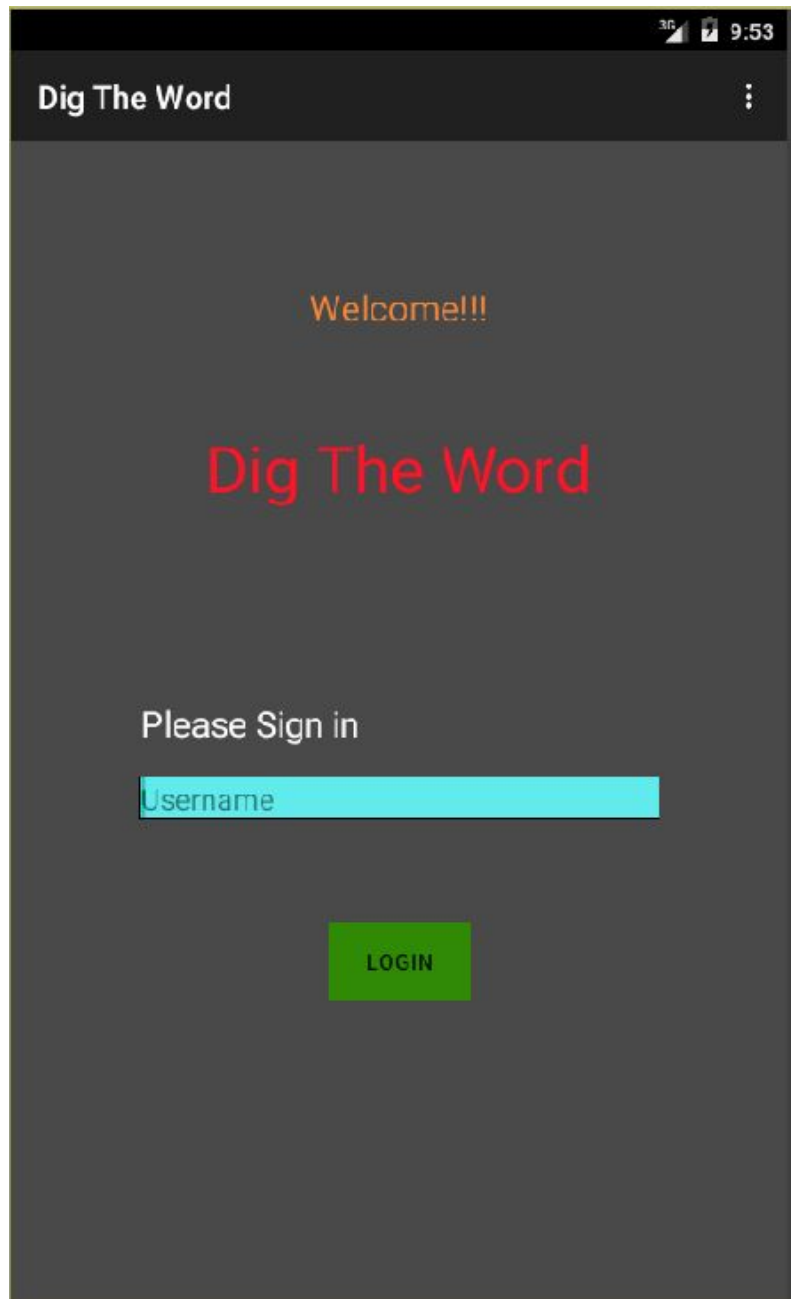 3G 9:53
Dig The Word
Welcome!!!
Dig The Word
Please Sign in
Username
LOGIN